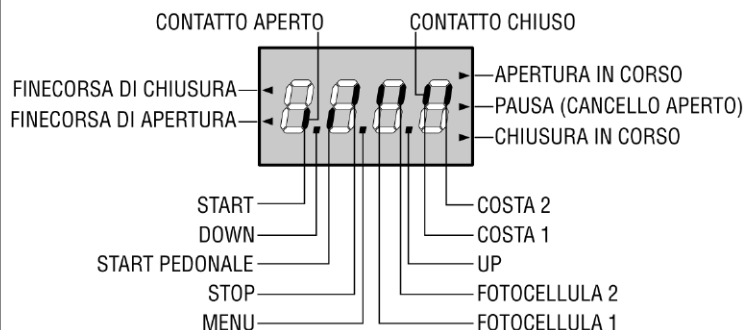 CONTATTO APERTO CONTATTO CHIUSO
FINECORSA DI CHIUSURA APERTURA IN CORSO
FINECORSA DI APERTURA PAUSA (CANCELLO APERTO)
CHIUSURA IN CORSO
START COSTA 2
DOWN COSTA 1
START PEDONALE UP
STOP FOTOCELLULA 2
MENU FOTOCELLULA 1